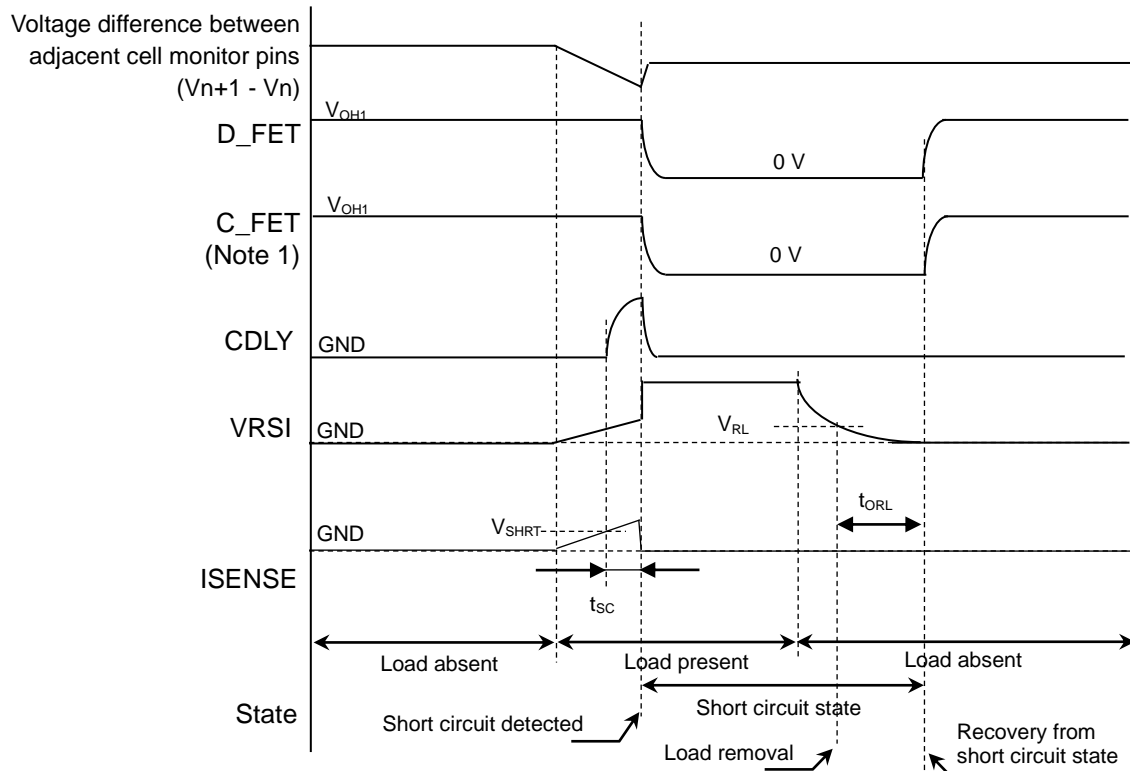 Voltage difference between
adjacent cell monitor pins
(Vn+1 - Vn)
VOH1
D_FET
0 V
VOH1
C_FET
(Note 1)
0 V
CDLY
GND
VRSI
GND
VRL
tORL
GND
VSHRT
ISENSE
tSC
Load absent
Load present
Load absent
State
Short circuit detected
Short circuit state
Load removal
Recovery from
short circuit state